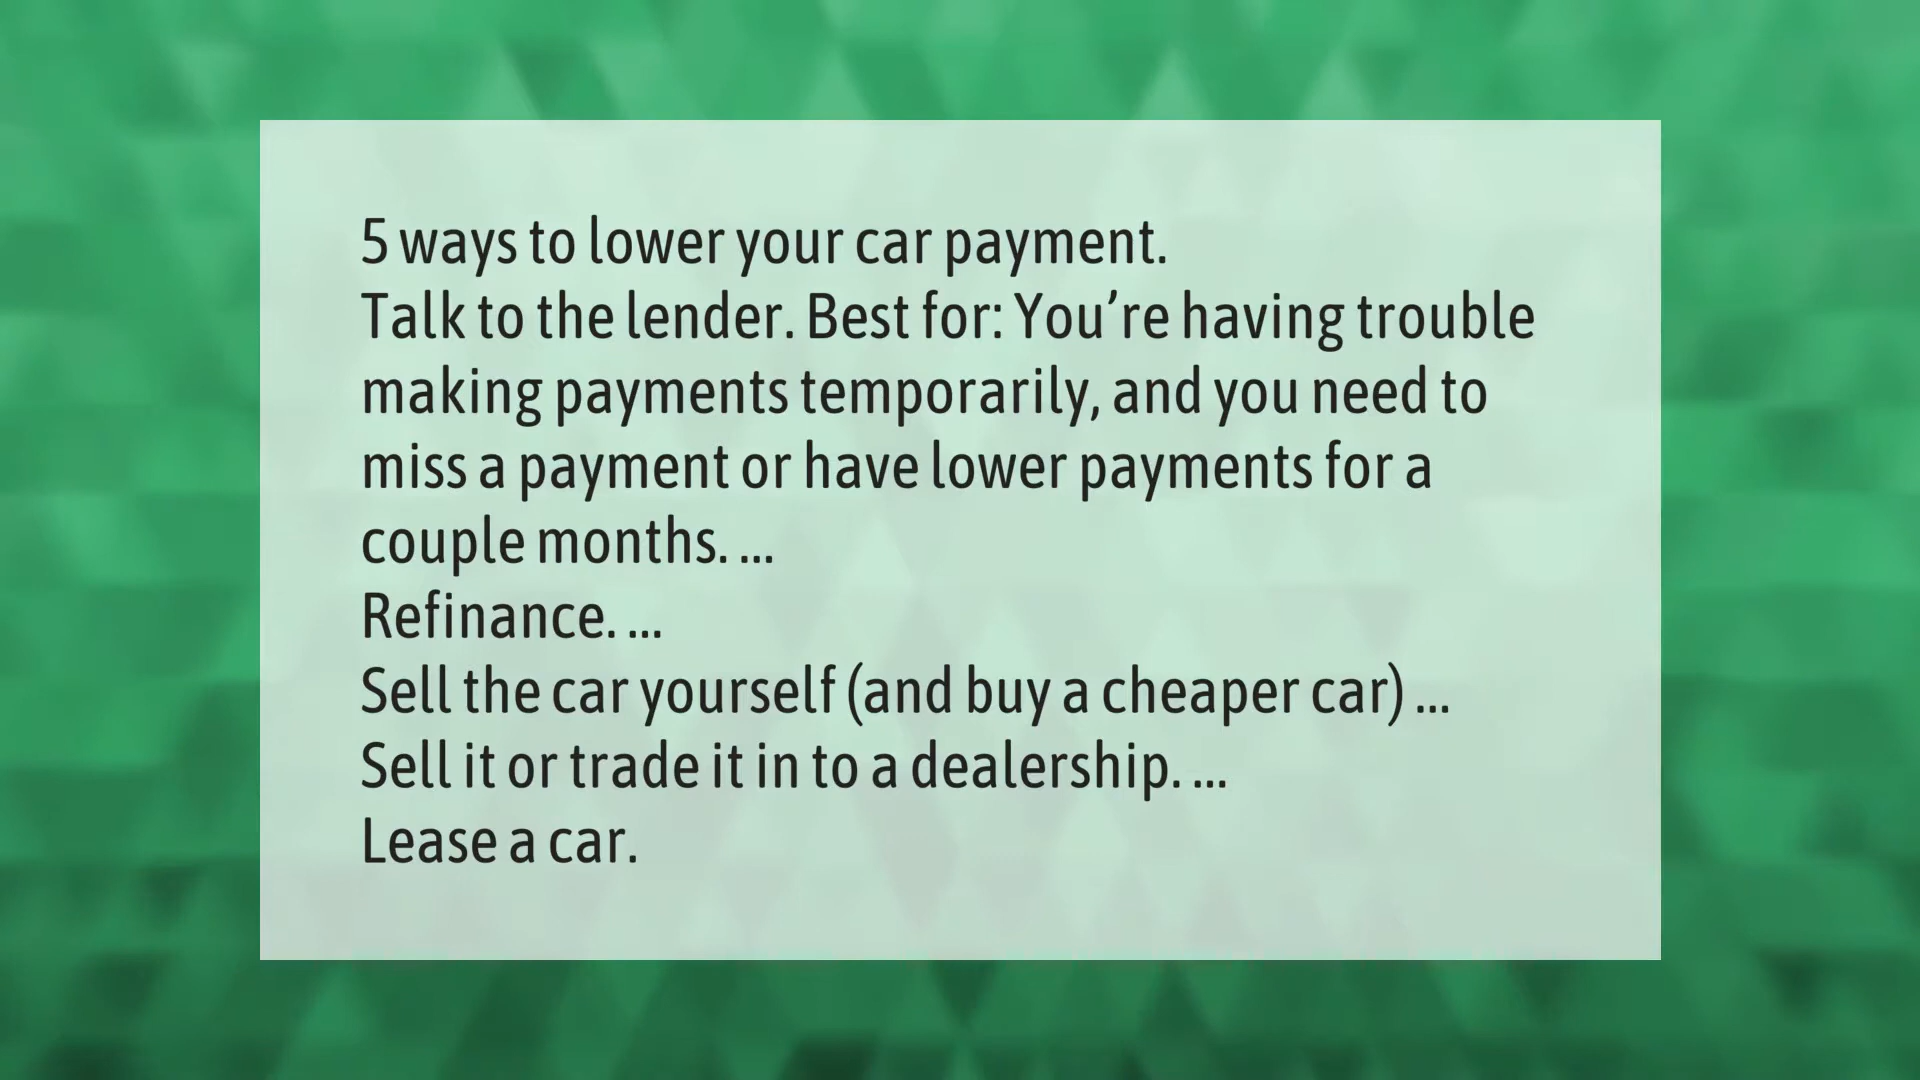 5 ways to lower your car payment.
Talk to the lender. Best for: You’re having trouble
making payments temporarily, and you need to
miss a payment or have lower payments for a
couple months. ...
Refinance. ...
Sell the car yourself (and buy a cheaper car) ...
Sell it or trade it in to a dealership. ...
Lease a car.